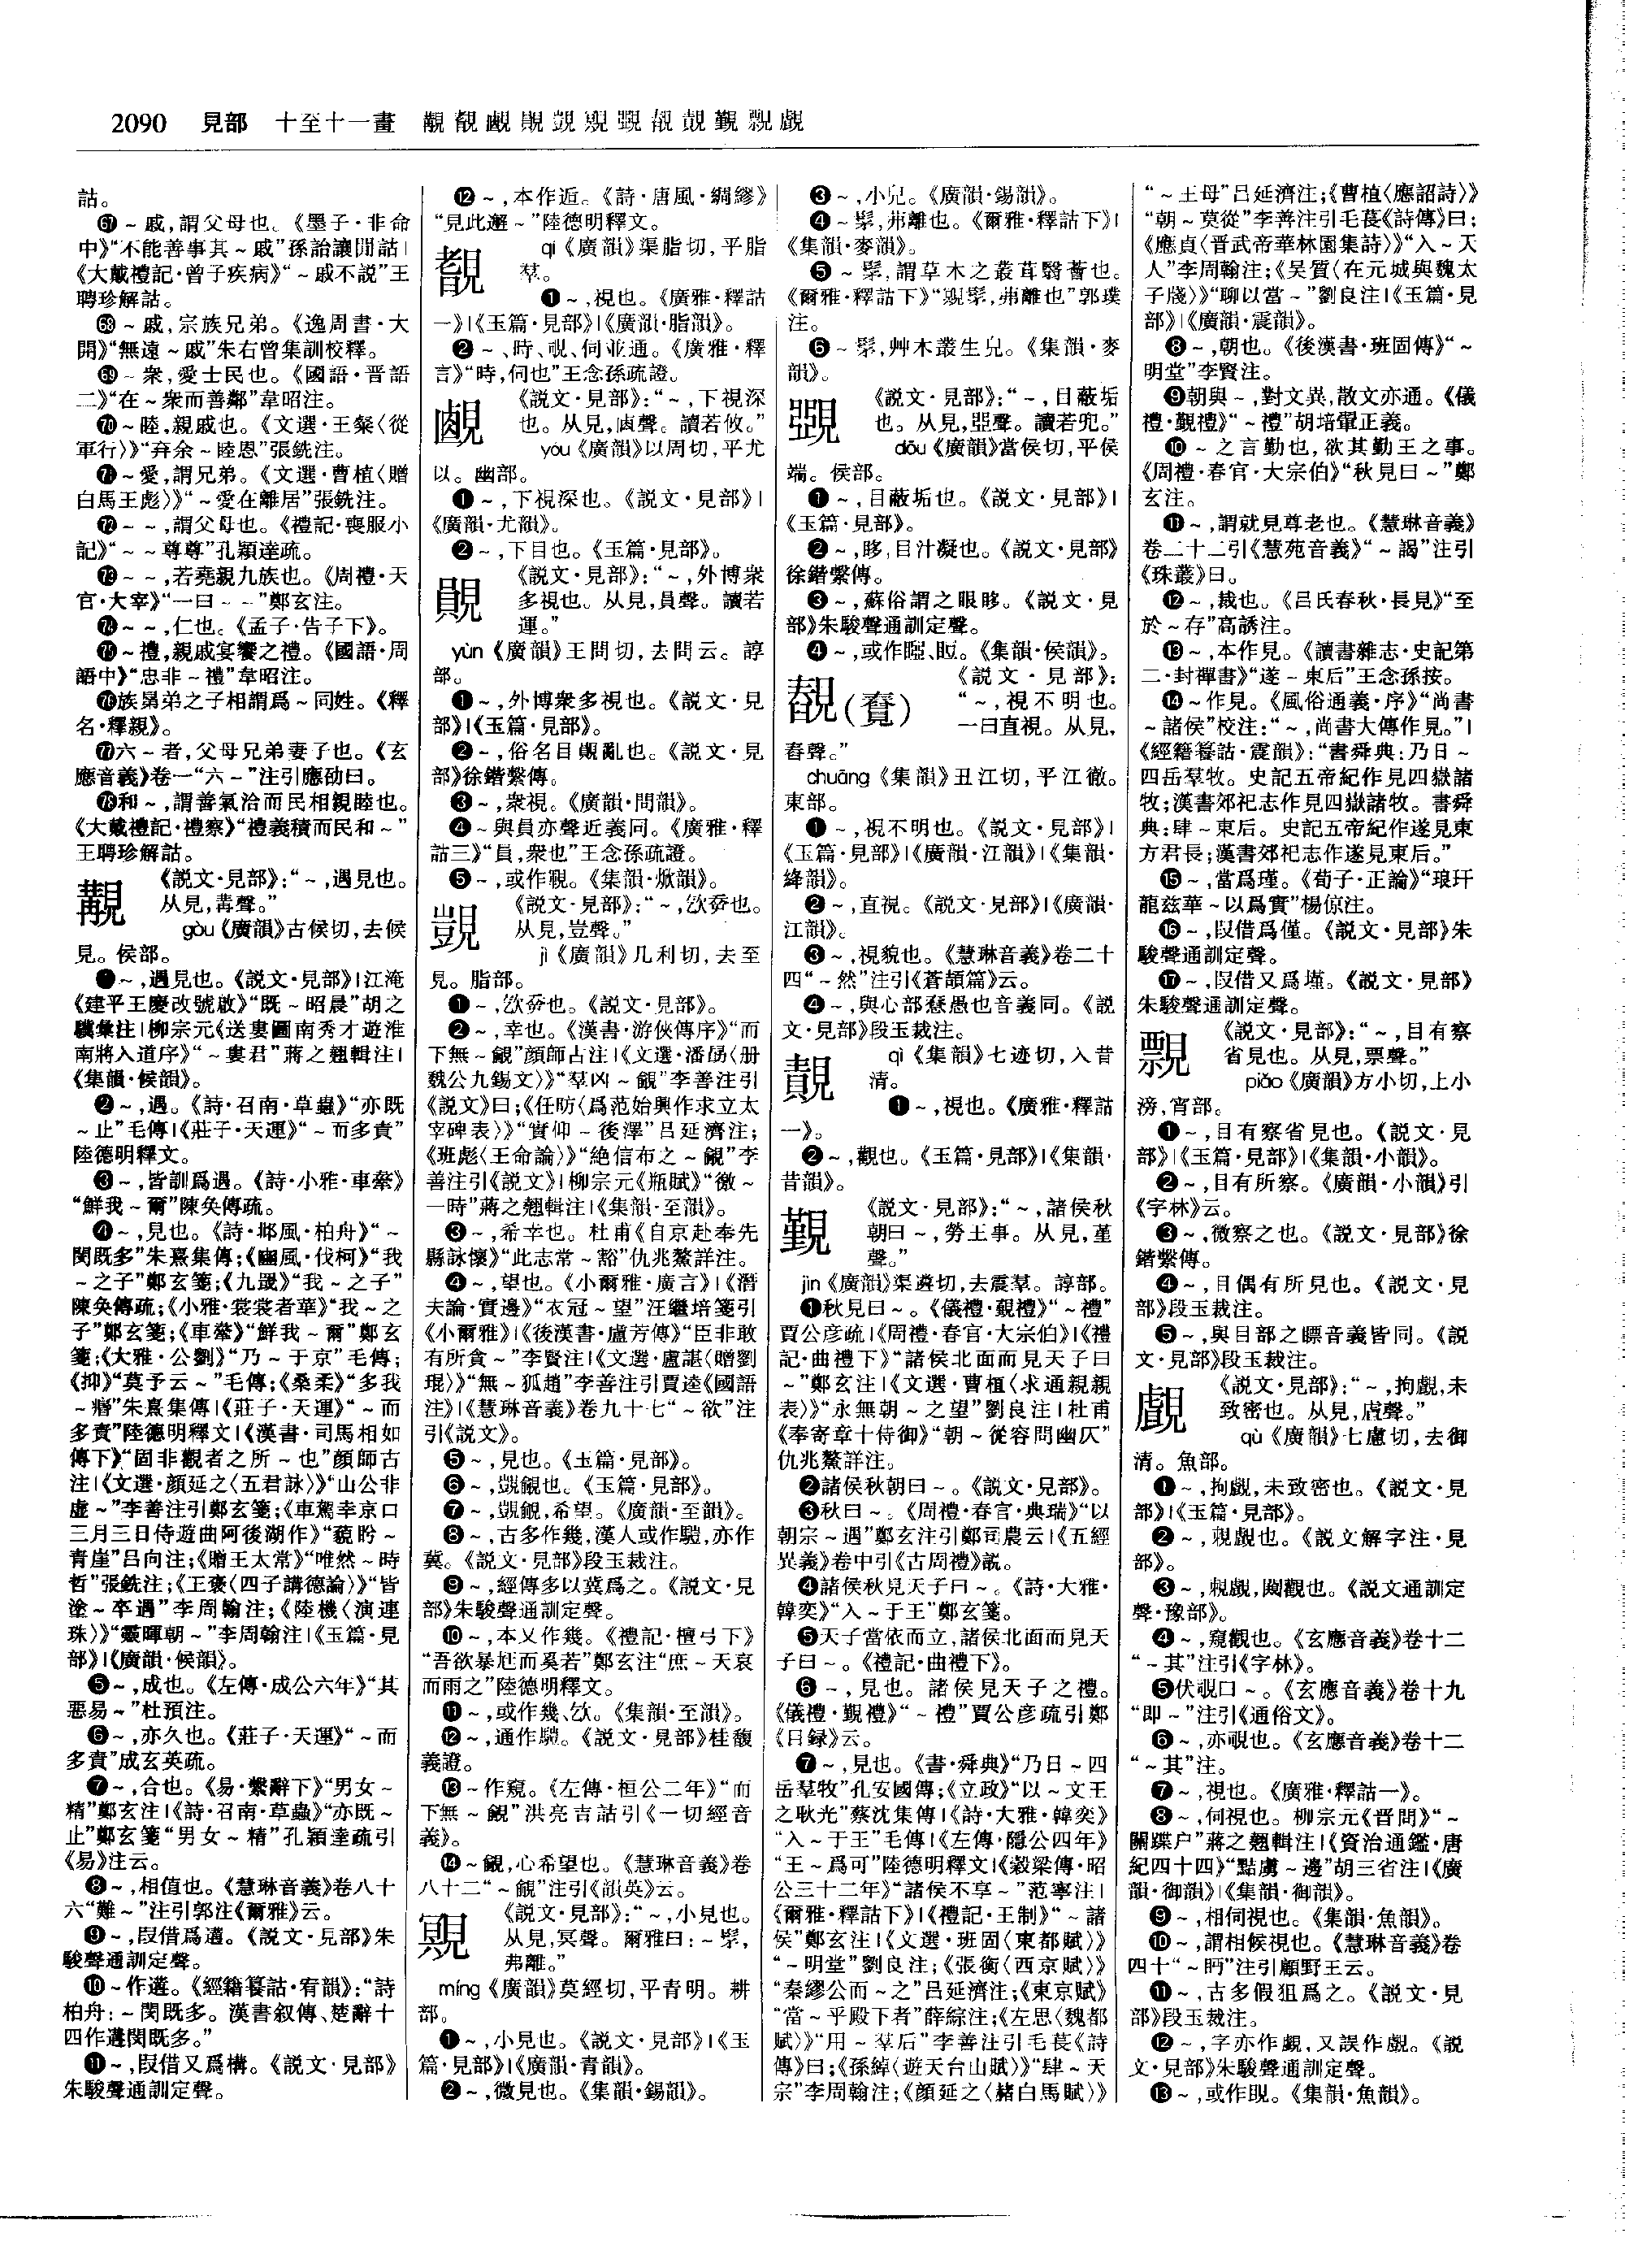 2090 見部 十至十一畫 覯䚉䚃䚋覬覭覴䚎䙿覲覹覰
詁。
67～戚,謂父母也。《墨子·非命
中》“不能善事其～戚”孫詒讓閒詁|
《大戴禮記·曾子疾病》“～戚不説”王
聘珍解詁。
68～戚,宗族兄弟。《逸周書·大
開》“無遠～戚”朱右曾集訓校釋。
69～衆,愛士民也。《國語·晋語
二》“在～衆而善鄰”韋昭注。
70～睦,親戚也。《文選·王粲〈從
軍行〉》“弃余～睦恩”張銑注。
71～愛,謂兄弟。《文選·曹植〈贈
白馬王彪〉》“～愛在離居”張銑注。
72～～,謂父母也。《禮記·喪服小
記》“～～尊尊”孔穎達疏。
73～～,若堯親九族也。《周禮·天
官·大宰》“一曰～～”鄭玄注。
74～～,仁也。《孟子·告子下》。
75～禮,親戚宴饗之禮。《國語·周
語中》“忠非～禮”韋昭注。
76族舅弟之子相謂爲～同姓。《釋
名·釋親》。
77六～者,父母兄弟妻子也。《玄
應音義》卷一“六～”注引應劭曰。
78和～,謂善氣洽而民相親睦也。
《大戴禮記·禮察》“禮義積而民和～”
王聘珍解詁。
覯 《説文·見部》：“～,遇見也。
从見,冓聲。”
gòu《廣韻》古候切,去候
見。侯部。
❶～,遇見也。《説文·見部》|江淹
《建平王慶改號啟》“既～昭晨”胡之
驥彙注|柳宗元《送婁圖南秀才遊淮
南將入道序》“～婁君”蔣之翹輯注|
《集韻·候韻》。
❷～,遇。《詩·召南·草蟲》“亦既
～止”毛傳|《莊子·天運》“～而多責”
陸德明釋文。
❸～,皆訓爲遇。《詩·小雅·車舝》
“鮮我～爾”陳奂傳疏。
❹～,見也。《詩·邶風·柏舟》“～
閔既多”朱熹集傳;《豳風·伐柯》“我
～之子”鄭玄箋;《九罭》“我～之子”
陳奂傳疏;《小雅·裳裳者華》“我～之
子”鄭玄箋;《車舝》“鮮我～爾”鄭玄
箋;《大雅·公劉》“乃～于京”毛傳;
《抑》“莫予云～”毛傳;《桑柔》“多我
～痻”朱熹集傳|《莊子·天運》“～而
多責”陸德明釋文|《漢書·司馬相如
傳下》“固非觀者之所～也”顔師古
注|《文選·顔延之〈五君詠〉》“山公非
虚～”李善注引鄭玄箋;《車駕幸京口
三月三日侍遊曲阿後湖作》“藐盻～
青崖”吕向注;《贈王太常》“唯然～時
哲”張銑注;《王褒〈四子講德論〉》“皆
塗～卒遇”李周翰注;《陸機〈演連
珠〉》“靈暉朝～”李周翰注|《玉篇·見
部》|《廣韻·候韻》。
❺～,成也。《左傳·成公六年》“其
惡易～”杜預注。
❻～,亦久也。《莊子·天運》“～而
多責”成玄英疏。
❼～,合也。《易·繫辭下》“男女～
精”鄭玄注|《詩·召南·草蟲》“亦既～
止”鄭玄箋“男女～精”孔穎達疏引
《易》注云。
❽～,相值也。《慧琳音義》卷八十
六“難～”注引郭注《爾雅》云。
❾～,叚借爲遘。《説文·見部》朱
駿聲通訓定聲。
❿～作遘。《經籍籑詁·宥韻》：“詩
柏舟：～閔既多。漢書叙傳、楚辭十
四作遘閔既多。”
⓫～,叚借又爲構。《説文·見部》
朱駿聲通訓定聲。
⓬～,本作逅。《詩·唐風·綢繆》
“見此邂～”陸德明釋文。
䚉 qí《廣韻》渠脂切,平脂
羣。
❶～,視也。《廣雅·釋詁
一》|《玉篇·見部》|《廣韻·脂韻》。
❷～、時、覗、伺並通。《廣雅·釋
言》“時,伺也”王念孫疏證。
䚃 《説文·見部》：“～,下視深
也。从見,𠧴聲。讀若攸。”
yóu《廣韻》以周切,平尤
以。幽部。
❶～,下視深也。《説文·見部》|
《廣韻·尤韻》。
❷～,下目也。《玉篇·見部》。
䚋 《説文·見部》：“～,外博衆
多視也。从見,員聲。讀若
運。”
yùn《廣韻》王問切,去問云。諄
部。
❶～,外博衆多視也。《説文·見
部》|《玉篇·見部》。
❷～,俗名目覞亂也。《説文·見
部》徐鍇繫傳。
❸～,衆視。《廣韻·問韻》。
❹～與員亦聲近義同。《廣雅·釋
詁三》“員,衆也”王念孫疏證。
❺～,或作䚇。《集韻·焮韻》。
覬 《説文·見部》：“～,㰟𡘋也。
从見,豈聲。”
jì《廣韻》几利切,去至
見。脂部。
❶～,㰟𡘋也。《説文·見部》。
❷～,幸也。《漢書·游俠傳序》“而
下無～覦”顔師古注|《文選·潘勗〈册
魏公九錫文〉》“羣凶～覦”李善注引
《説文》曰;《任昉〈爲范始興作求立太
宰碑表〉》“實仰～後澤”吕延濟注;
《班彪〈王命論〉》“絶信布之～覦”李
善注引《説文》|柳宗元《瓶賦》“徼～
一時”蔣之翹輯注|《集韻·至韻》。
❸～,希幸也。杜甫《自京赴奉先
縣詠懷》“此志常～豁”仇兆鰲詳注。
❹～,望也。《小爾雅·廣言》|《潛
夫論·實邊》“衣冠～望”汪繼培箋引
《小爾雅》|《後漢書·盧芳傳》“臣非敢
有所貪～”李賢注|《文選·盧諶〈贈劉
琨〉》“無～狐趙”李善注引賈逵《國語
注》|《慧琳音義》卷九十七“～欲”注
引《説文》。
❺～,見也。《玉篇·見部》。
❻～,覬覦也。《玉篇·見部》。
❼～,覬覦,希望。《廣韻·至韻》。
❽～,古多作幾,漢人或作駿,亦作
冀。《説文·見部》段玉裁注。
❾～,經傳多以冀爲之。《説文·見
部》朱駿聲通訓定聲。
❿～,本又作幾。《禮記·檀弓下》
“吾欲暴尫而奚若”鄭玄注“庶～天哀
而雨之”陸德明釋文。
⓫～,或作幾、㰟。《集韻·至韻》。
⓬～,通作驥。《説文·見部》桂馥
義證。
⓭～作窺。《左傳·桓公二年》“而
下無～覦”洪亮吉詁引《一切經音
義》。
⓮～覦,心希望也。《慧琳音義》卷
八十二“～覦”注引《韻英》云。
覭 《説文·見部》：“～,小見也。
从見,冥聲。爾雅曰：～髳,
弗離。”
míng《廣韻》莫經切,平青明。耕
部。
❶～,小見也。《説文·見部》|《玉
篇·見部》|《廣韻·青韻》。
❷～,微見也。《集韻·錫韻》。
❸～,小皃。《廣韻·錫韻》。
❹～髳,茀離也。《爾雅·釋詁下》|
《集韻·麥韻》。
❺～髳,謂草木之叢茸翳薈也。
《爾雅·釋詁下》“覭髳,茀離也”郭璞
注。
❻～髳,艸木叢生皃。《集韻·麥
韻》。
覴 《説文·見部》：“～,目蔽垢
也。从見,㔽聲。讀若兜。”
dōu《廣韻》當侯切,平侯
端。侯部。
❶～,目蔽垢也。《説文·見部》|
《玉篇·見部》。
❷～,眵,目汁凝也。《説文·見部》
徐鍇繫傳。
❸～,蘇俗謂之眼眵。《説文·見
部》朱駿聲通訓定聲。
❹～,或作䁓、䀻。《集韻·侯韻》。
䚎(𧡪) 《説文·見部》：
“～,視不明也。
一曰直視。从見,
舂聲。”
chuāng《集韻》丑江切,平江徹。
東部。
❶～,視不明也。《説文·見部》|
《玉篇·見部》|《廣韻·江韻》|《集韻·
絳韻》。
❷～,直視。《説文·見部》|《廣韻·
江韻》。
❸～,視貌也。《慧琳音義》卷二十
四“～然”注引《蒼頡篇》云。
❹～,與心部惷愚也音義同。《説
文·見部》段玉裁注。
䚍 qì《集韻》七迹切,入昔
清。
❶～,視也。《廣雅·釋詁
一》。
❷～,觀也。《玉篇·見部》|《集韻·
昔韻》。
覲 《説文·見部》：“～,諸侯秋
朝曰～,勞王事。从見,堇
聲。”
jìn《廣韻》渠遴切,去震羣。諄部。
❶秋見曰～。《儀禮·覲禮》“～禮”
賈公彦疏|《周禮·春官·大宗伯》|《禮
記·曲禮下》“諸侯北面而見天子曰
～”鄭玄注|《文選·曹植〈求通親親
表〉》“永無朝～之望”劉良注|杜甫
《奉寄章十侍御》“朝～從容問幽仄”
仇兆鰲詳注。
❷諸侯秋朝曰～。《説文·見部》。
❸秋曰～。《周禮·春官·典瑞》“以
朝宗～遇”鄭玄注引鄭司農云|《五經
異義》卷中引《古周禮》説。
❹諸侯秋見天子曰～。《詩·大雅·
韓奕》“入～于王”鄭玄箋。
❺天子當依而立,諸侯北面而見天
子曰～。《禮記·曲禮下》。
❻～,見也。諸侯見天子之禮。
《儀禮·覲禮》“～禮”賈公彦疏引鄭
《目録》云。
❼～,見也。《書·舜典》“乃日～四
岳羣牧”孔安國傳;《立政》“以～文王
之耿光”蔡沈集傳|《詩·大雅·韓奕》
“入～于王”毛傳|《左傳·隱公四年》
“王～爲可”陸德明釋文|《穀梁傳·昭
公三十二年》“諸侯不享～”范寧注|
《爾雅·釋詁下》|《禮記·王制》“～諸
侯”鄭玄注|《文選·班固〈東都賦〉》
“～明堂”劉良注;《張衡〈西京賦〉》
“秦繆公而～之”吕延濟注;《東京賦》
“當～乎殿下者”薛綜注;《左思〈魏都
賦〉》“用～羣后”李善注引毛萇《詩
傳》曰;《孫綽〈遊天台山賦〉》“肆～天
宗”李周翰注;《顔延之〈赭白馬賦〉》
“～王母”吕延濟注;《曹植〈應詔詩〉》
“朝～莫從”李善注引毛萇《詩傳》曰;
《應貞〈晋武帝華林園集詩〉》“入～天
人”李周翰注;《吴質〈在元城與魏太
子牋〉》“聊以當～”劉良注|《玉篇·見
部》|《廣韻·震韻》。
❽～,朝也。《後漢書·班固傳》“～
明堂”李賢注。
❾朝與～,對文異,散文亦通。《儀
禮·覲禮》“～禮”胡培翬正義。
❿～之言勤也,欲其勤王之事。
《周禮·春官·大宗伯》“秋見曰～”鄭
玄注。
⓫～,謂就見尊老也。《慧琳音義》
卷二十二引《慧苑音義》“～謁”注引
《珠叢》曰。
⓬～,裁也。《吕氏春秋·長見》“至
於～存”高誘注。
⓭～,本作見。《讀書雜志·史記第
二·封禪書》“遂～東后”王念孫按。
⓮～作見。《風俗通義·序》“尚書
～諸侯”校注：“～,尚書大傳作見。”|
《經籍籑詁·震韻》：“書舜典：乃日～
四岳羣牧。史記五帝紀作見四嶽諸
牧;漢書郊祀志作見四嶽諸牧。書舜
典：肆～東后。史記五帝紀作遂見東
方君長;漢書郊祀志作遂見東后。”
⓯～,當爲瑾。《荀子·正論》“琅玕
龍兹華～以爲實”楊倞注。
⓰～,叚借爲僅。《説文·見部》朱
駿聲通訓定聲。
⓱～,叚借又爲墐。《説文·見部》
朱駿聲通訓定聲。
覹 《説文·見部》：“～,目有察
省見也。从見,票聲。”
piǎo《廣韻》方小切,上小
滂,宵部。
❶～,目有察省見也。《説文·見
部》|《玉篇·見部》|《集韻·小韻》。
❷～,目有所察。《廣韻·小韻》引
《字林》云。
❸～,微察之也。《説文·見部》徐
鍇繫傳。
❹～,目偶有所見也。《説文·見
部》段玉裁注。
❺～,與目部之瞟音義皆同。《説
文·見部》段玉裁注。
覰 《説文·見部》：“～,拘覰,未
致密也。从見,虘聲。”
qù《廣韻》七慮切,去御
清。魚部。
❶～,拘覰,未致密也。《説文·見
部》|《玉篇·見部》。
❷～,覝覰也。《説文解字注·見
部》。
❸～,覝覰,闚觀也。《説文通訓定
聲·豫部》。
❹～,窺觀也。《玄應音義》卷十二
“～其”注引《字林》。
❺伏覗曰～。《玄應音義》卷十九
“即～”注引《通俗文》。
❻～,亦覗也。《玄應音義》卷十二
“～其”注。
❼～,視也。《廣雅·釋詁一》。
❽～,伺視也。柳宗元《晋問》“～
關蹀户”蔣之翹輯注|《資治通鑑·唐
紀四十四》“黠虜～邊”胡三省注|《廣
韻·御韻》|《集韻·御韻》。
❾～,相伺視也。《集韻·魚韻》。
❿～,謂相候視也。《慧琳音義》卷
四十“～眄”注引顧野王云。
⓫～,古多假狙爲之。《説文·見
部》段玉裁注。
⓬～,字亦作覷,又誤作戲。《説
文·見部》朱駿聲通訓定聲。
⓭～,或作䁦。《集韻·魚韻》。